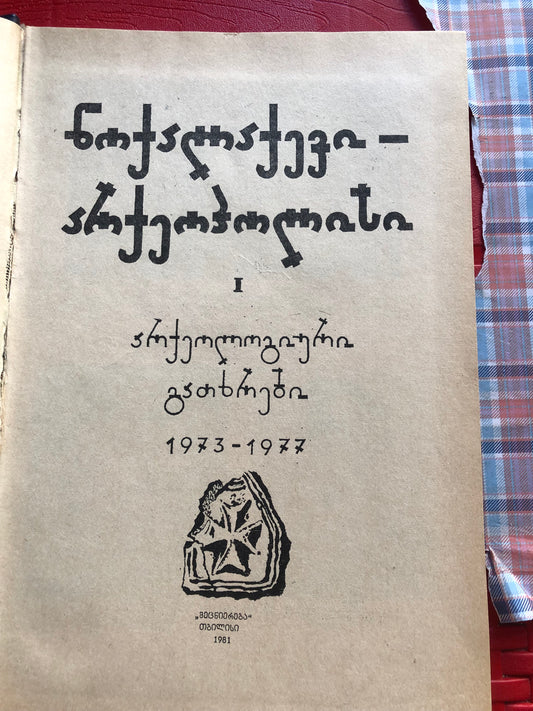 ნოქალაქევი –
არქეოპოლისი
I
არქეოლოგიური
გათხრები
1973-1977
„მეცნიერება“
თბილისი
1981